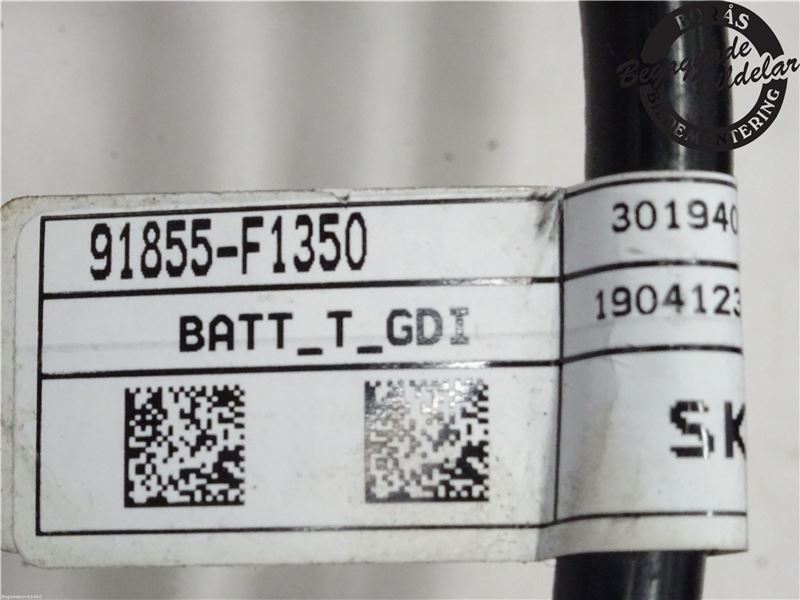 BORÅS
Begagnade Bildelar
BILDEMONTERING
91855-F1350
301940
BATT_T_GDI
1904123
SK